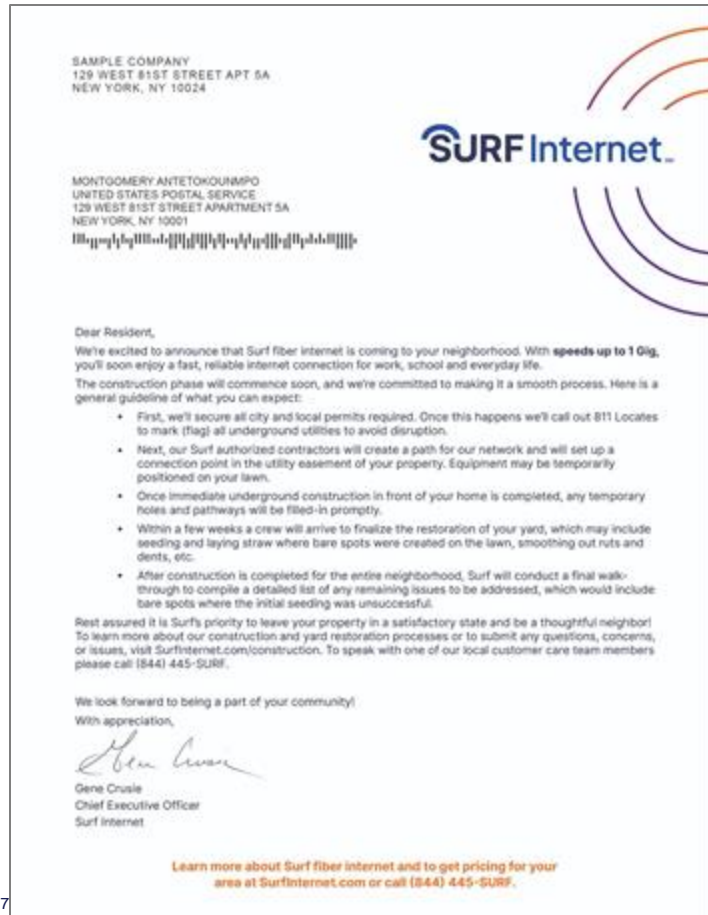 SAMPLE COMPANY
129 WEST 81ST STREET APT 5A
NEW YORK, NY 10024
SURF Internet
MONTGOMERY ANTETOKOUNMPO
UNITED STATES POSTAL SERVICE
129 WEST 81ST STREET APARTMENT 5A
NEW YORK, NY 10001
Dear Resident,
We're excited to announce that Surf fiber internet is coming to your neighborhood. With speeds up to 1 Gig,
you'll soon enjoy a fast, reliable internet connection for work, school and everyday life.
The construction phase will commence soon, and we're committed to making it a smooth process. Here is a
general guideline of what you can expect:
• First, we'll secure all city and local permits required. Once this happens we'll call out 811 Locates
to mark (flag) all underground utilities to avoid disruption.
• Next, our Surf authorized contractors will create a path for our network and will set up a
connection point in the utility easement of your property. Equipment may be temporarily
positioned on your lawn.
• Once immediate underground construction in front of your home is completed, any temporary
holes and pathways will be filled-in promptly.
• Within a few weeks a crew will arrive to finalize the restoration of your yard, which may include
seeding and laying straw where bare spots were created on the lawn, smoothing out ruts and
dents, etc.
• After construction is completed for the entire neighborhood, Surf will conduct a final walk-
through to compile a detailed list of any remaining issues to be addressed, which would include
bare spots where the initial seeding was unsuccessful.
Rest assured it is Surf's priority to leave your property in a satisfactory state and be a thoughtful neighbor!
To learn more about our construction and yard restoration processes or to submit any questions, concerns,
or issues, visit SurfInternet.com/construction. To speak with one of our local customer care team members
please call (844) 445-SURF.
We look forward to being a part of your community!
With appreciation,
Gene Crusie
Gene Crusie
Chief Executive Officer
Surf Internet
Learn more about Surf fiber internet and to get pricing for your
area at SurfInternet.com or call (844) 445-SURF.
7